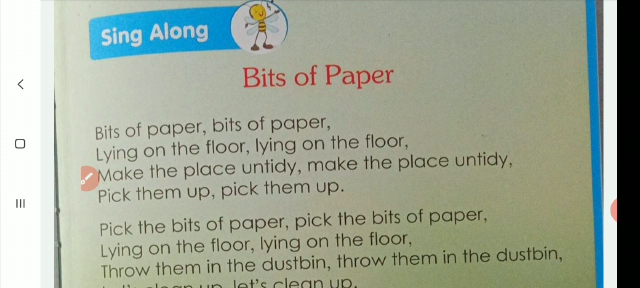 Sing Along
Bits of Paper
Bits of paper, bits of paper,
Lying on the floor, lying on the floor,
Make the place untidy, make the place untidy,
Pick them up, pick them up.
Pick the bits of paper, pick the bits of paper,
Lying on the floor, lying on the floor,
Throw them in the dustbin, throw them in the dustbin,
clean up, let's clean up.